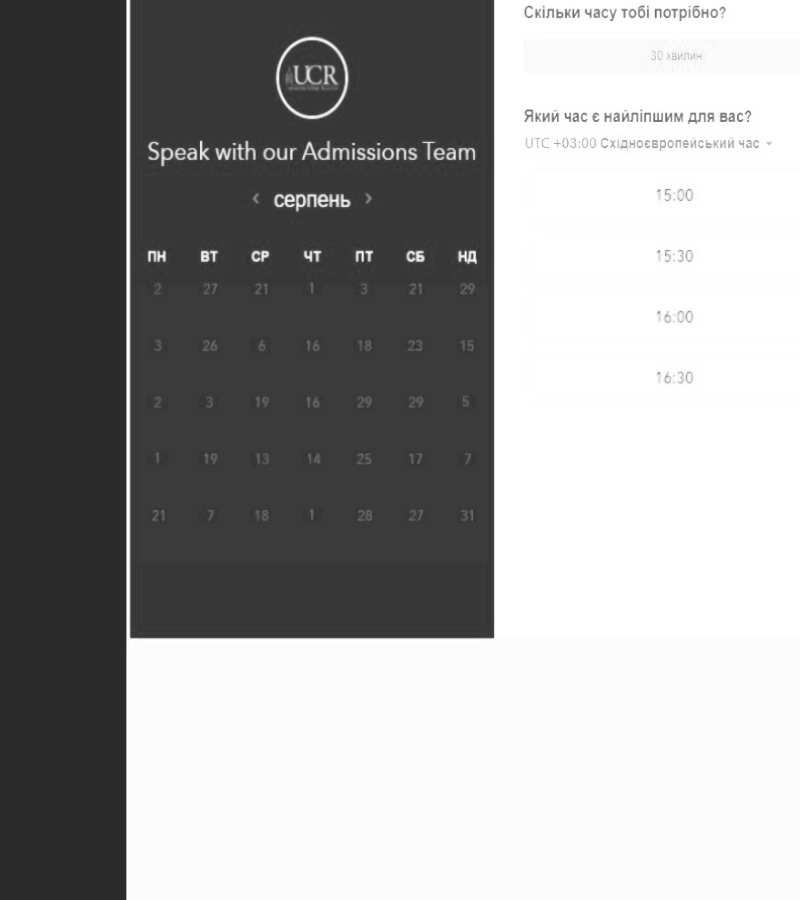 UCR
Speak with our Admissions Team
‹ серпень ›
ПН ВТ СР ЧТ ПТ СБ НД
2 27 21 1 3 21 29
3 26 6 16 18 23 15
2 3 19 16 29 29 5
1 19 13 14 25 17 7
21 7 18 1 28 27 31
Скільки часу тобі потрібно?
30 хвилин
Який час є найліпшим для вас?
UTC +03:00 Східноєвропейський час
15:00
15:30
16:00
16:30